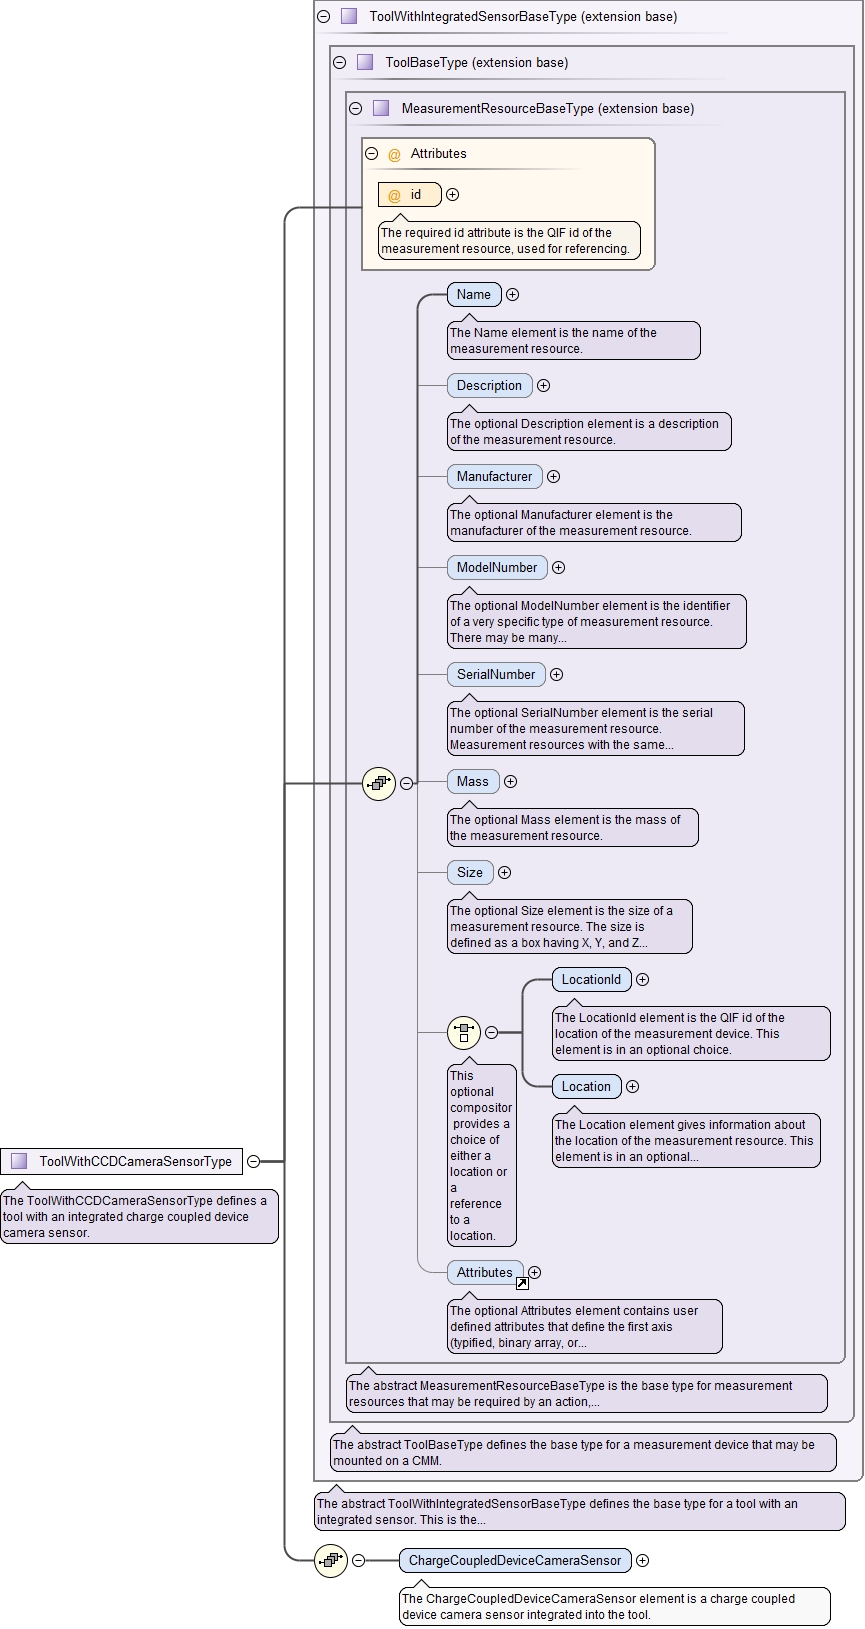 ToolWithIntegratedSensorBaseType (extension base)
ToolBaseType (extension base)
MeasurementResourceBaseType (extension base)
@ Attributes
@ id
The required id attribute is the QIF id of the
measurement resource, used for referencing.
Name
The Name element is the name of the
measurement resource.
Description
The optional Description element is a description
of the measurement resource.
Manufacturer
The optional Manufacturer element is the
manufacturer of the measurement resource.
ModelNumber
The optional ModelNumber element is the identifier
of a very specific type of measurement resource.
There may be many...
SerialNumber
The optional SerialNumber element is the serial
number of the measurement resource.
Measurement resources with the same...
Mass
The optional Mass element is the mass of
the measurement resource.
Size
The optional Size element is the size of a
measurement resource. The size is
defined as a box having X, Y, and Z...
LocationId
The LocationId element is the QIF id of the
location of the measurement device. This
element is in an optional choice.
This
optional
compositor
provides a
choice of
either a
location or
a
reference
to a
location.
Location
The Location element gives information about
the location of the measurement resource. This
element is in an optional...
ToolWithCCDCameraSensorType
The ToolWithCCDCameraSensorType defines a
tool with an integrated charge coupled device
camera sensor.
Attributes
The optional Attributes element contains user
defined attributes that define the first axis
(typified, binary array, or...
The abstract MeasurementResourceBaseType is the base type for measurement
resources that may be required by an action,...
The abstract ToolBaseType defines the base type for a measurement device that may be
mounted on a CMM.
The abstract ToolWithIntegratedSensorBaseType defines the base type for a tool with an
integrated sensor. This is the...
ChargeCoupledDeviceCameraSensor
The ChargeCoupledDeviceCameraSensor element is a charge coupled
device camera sensor integrated into the tool.